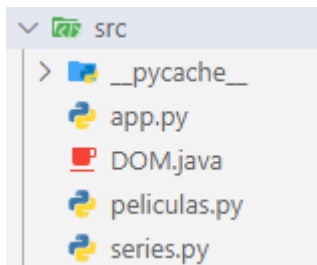 src
__pycache__
app.py
DOM.java
peliculas.py
series.py